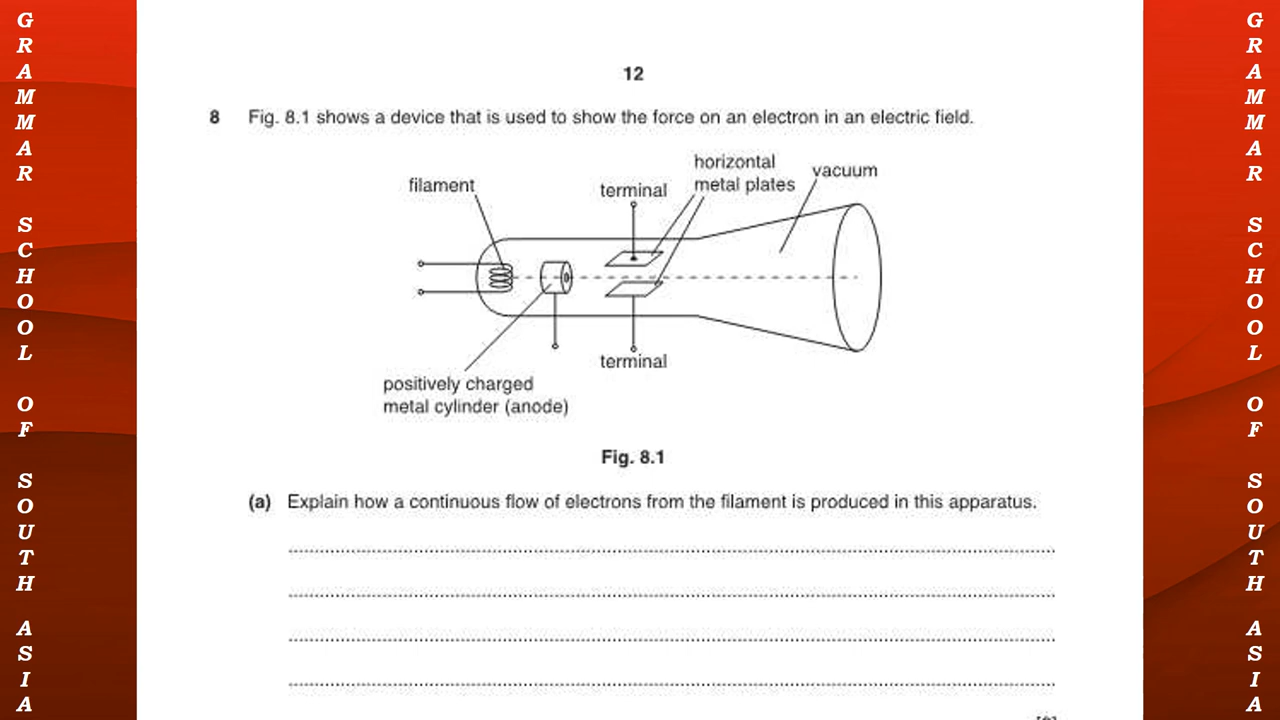 GRAMMAR SCHOOL OF SOUTH ASIA
12
8 Fig. 8.1 shows a device that is used to show the force on an electron in an electric field.
horizontal
metal plates
vacuum
filament
terminal
terminal
positively charged
metal cylinder (anode)
Fig. 8.1
(a) Explain how a continuous flow of electrons from the filament is produced in this apparatus.
GRAMMAR SCHOOL OF SOUTH ASIA